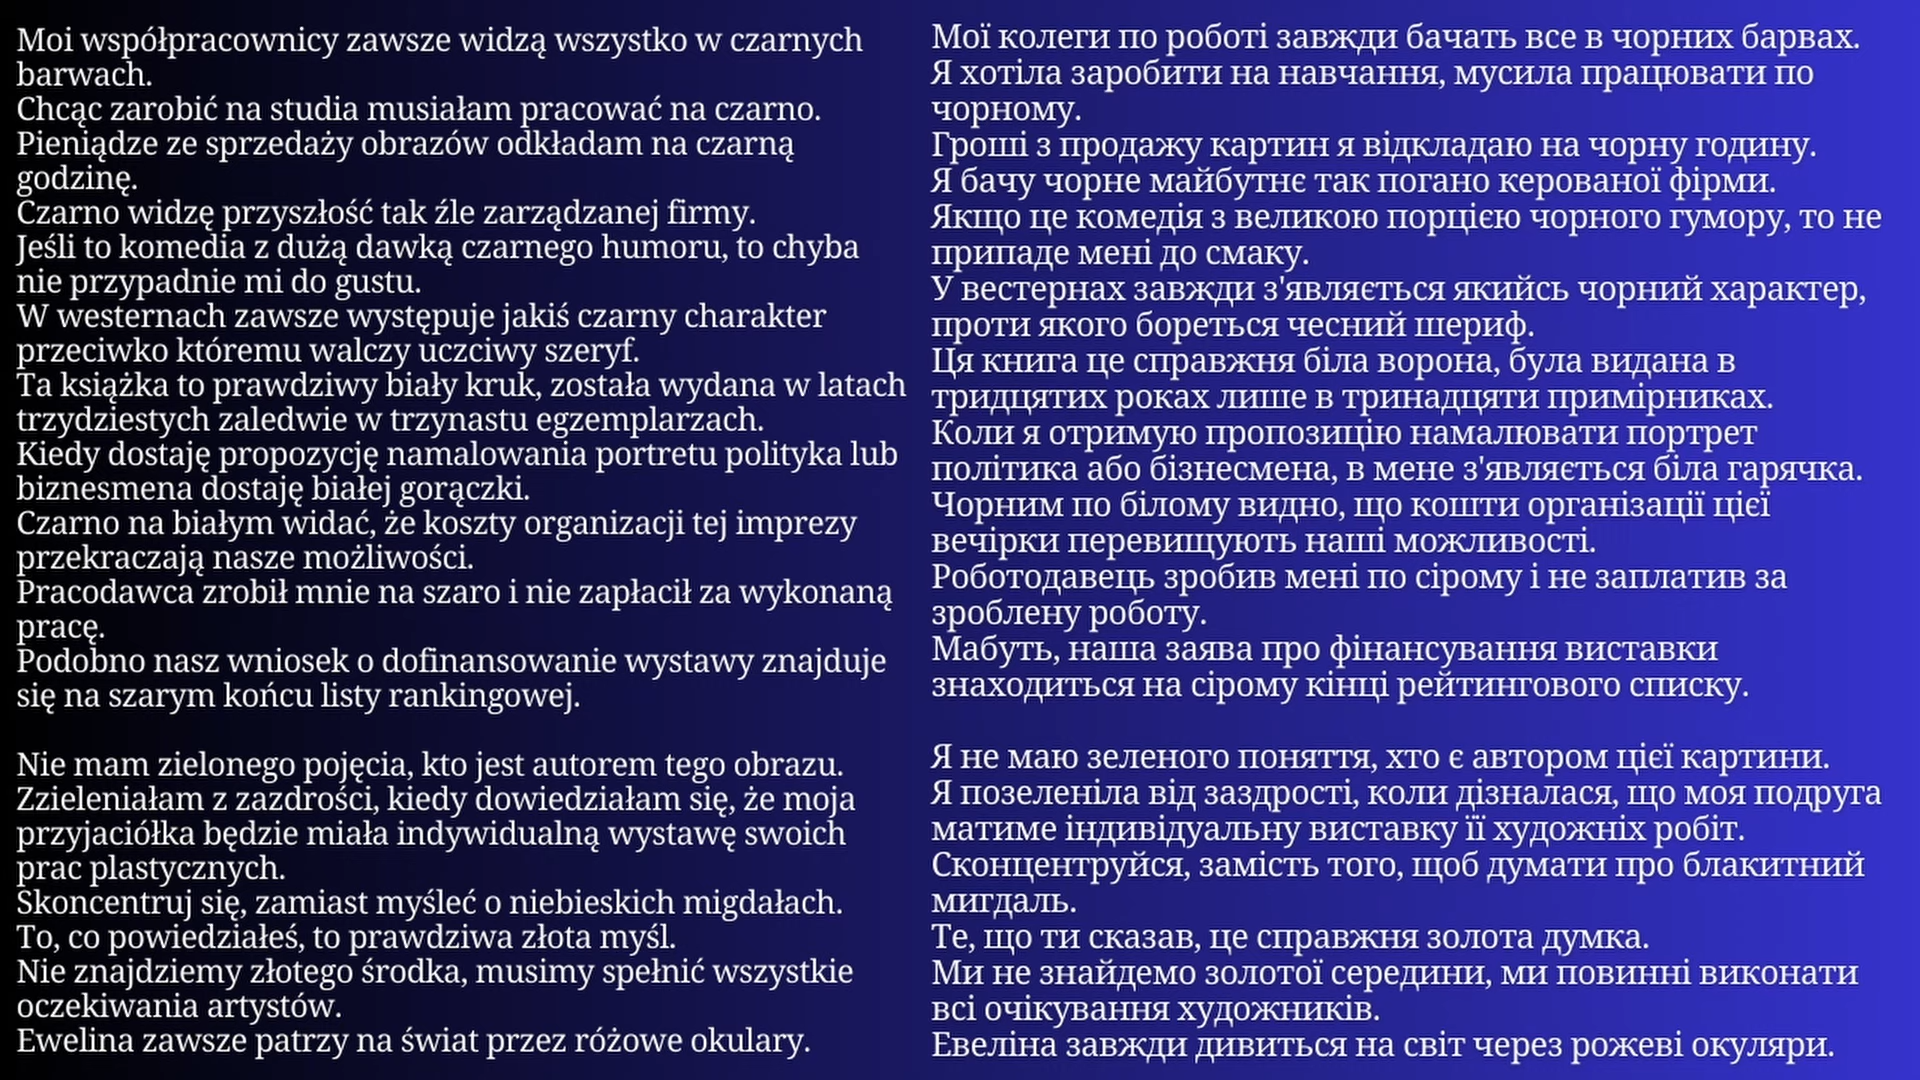 Moi współpracownicy zawsze widzą wszystko w czarnych
barwach.
Chcąc zarobić na studia musiałam pracować na czarno.
Pieniądze ze sprzedaży obrazów odkładam na czarną
godzinę.
Czarno widzę przyszłość tak źle zarządzanej firmy.
Jeśli to komedia z dużą dawką czarnego humoru, to chyba
nie przypadnie mi do gustu.
W westernach zawsze występuje jakiś czarny charakter
przeciwko któremu walczy uczciwy szeryf.
Ta książka to prawdziwy biały kruk, została wydana w latach
trzydziestych zaledwie w trzynastu egzemplarzach.
Kiedy dostaję propozycję namalowania portretu polityka lub
biznesmena dostaję białej gorączki.
Czarno na białym widać, że koszty organizacji tej imprezy
przekraczają nasze możliwości.
Pracodawca zrobił mnie na szaro i nie zapłacił za wykonaną
pracę.
Podobno nasz wniosek o dofinansowanie wystawy znajduje
się na szarym końcu listy rankingowej.
Nie mam zielonego pojęcia, kto jest autorem tego obrazu.
Zzieleniałam z zazdrości, kiedy dowiedziałam się, że moja
przyjaciółka będzie miała indywidualną wystawę swoich
prac plastycznych.
Skoncentruj się, zamiast myśleć o niebieskich migdałach.
To, co powiedziałeś, to prawdziwa złota myśl.
Nie znajdziemy złotego środka, musimy spełnić wszystkie
oczekiwania artystów.
Ewelina zawsze patrzy na świat przez różowe okulary.
Мої колеги по роботі завжди бачать все в чорних барвах.
Я хотіла заробити на навчання, мусила працювати по
чорному.
Гроші з продажу картин я відкладаю на чорну годину.
Я бачу чорне майбутнє так погано керованої фірми.
Якщо це комедія з великою порцією чорного гумору, то не
припаде мені до смаку.
У вестернах завжди з'являється якийсь чорний характер,
проти якого бореться чесний шериф.
Ця книга це справжня біла ворона, була видана в
тридцятих роках лише в тринадцяти примірниках.
Коли я отримую пропозицію намалювати портрет
політика або бізнесмена, в мене з'являється біла гарячка.
Чорним по білому видно, що кошти організації цієї
вечірки перевищують наші можливості.
Роботодавець зробив мені по сірому і не заплатив за
зроблену роботу.
Мабуть, наша заява про фінансування виставки
знаходиться на сірому кінці рейтингового списку.
Я не маю зеленого поняття, хто є автором цієї картини.
Я позеленіла від заздрості, коли дізналася, що моя подруга
матиме індивідуальну виставку її художніх робіт.
Сконцентруйся, замість того, щоб думати про блакитний
мигдаль.
Те, що ти сказав, це справжня золота думка.
Ми не знайдемо золотої середини, ми повинні виконати
всі очікування художників.
Евеліна завжди дивиться на світ через рожеві окуляри.